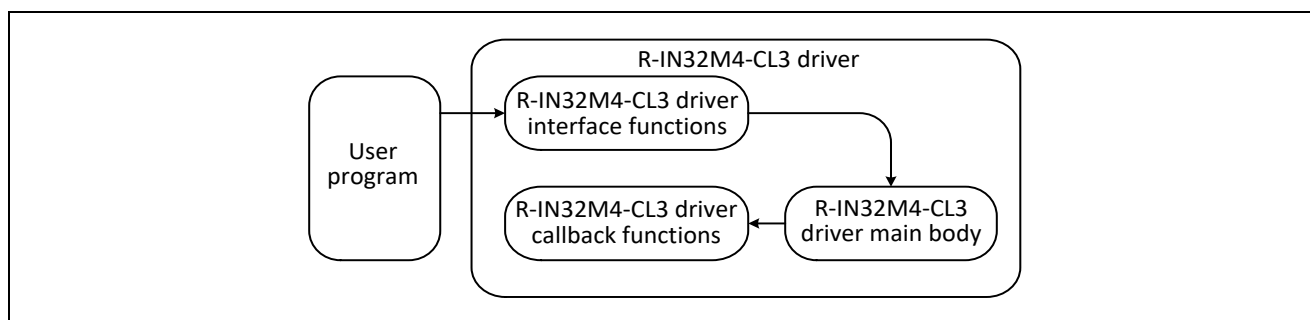 R-IN32M4-CL3 driver
R-IN32M4-CL3 driver
interface functions
User
program
R-IN32M4-CL3 driver
callback functions
R-IN32M4-CL3
driver main body